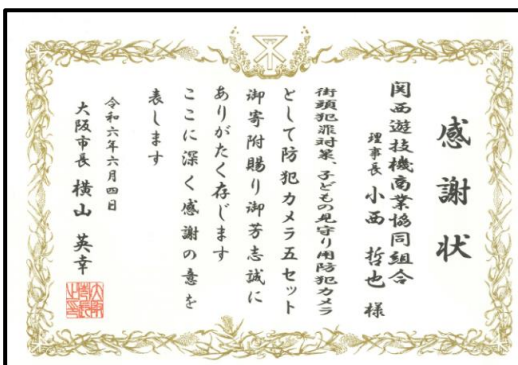 感謝状
関西遊技機商業協同組合
理事長 小西 哲也 様
街頭犯罪対策、子どもの見守り用防犯カメラ
として防犯カメラ五セット
御寄附賜り御芳志誠に
ありがたく存じます
ここに深く感謝の意を
表します
令和六年六月四日
大阪市長 横山 英幸